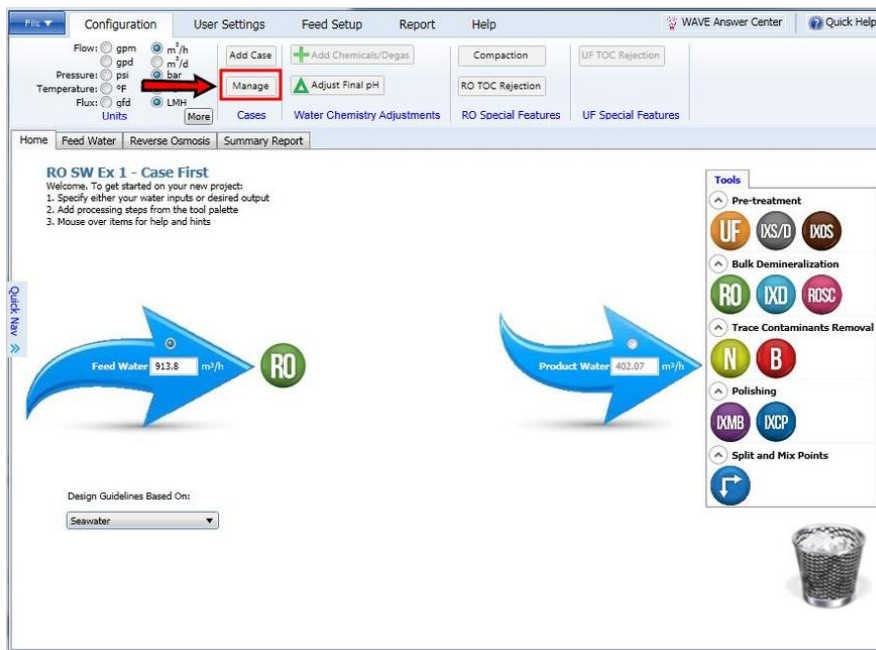 File
Configuration User Settings Feed Setup Report Help WAVE Answer Center Quick Help
Flow: gpm m³/h
gpd m³/d
Pressure: psi bar
Temperature: °F
Flux: gfd LMH
Units More
Add Case
Manage
Cases
Add Chemicals/Degas
Adjust Final pH
Water Chemistry Adjustments
Compaction
RO TOC Rejection
RO Special Features
UF TOC Rejection
UF Special Features
Home Feed Water Reverse Osmosis Summary Report
RO SW Ex 1 - Case First
Welcome. To get started on your new project:
1. Specify either your water inputs or desired output
2. Add processing steps from the tool palette
3. Mouse over items for help and hints
Quick Nav
Feed Water 913.8 m³/h
RO
Product Water 402.07 m³/h
Design Guidelines Based On:
Seawater
Tools
Pre-treatment
UF IXS/D IXOS
Bulk Demineralization
RO IXD ROSC
Trace Contaminants Removal
N B
Polishing
IXMB IXCP
Split and Mix Points